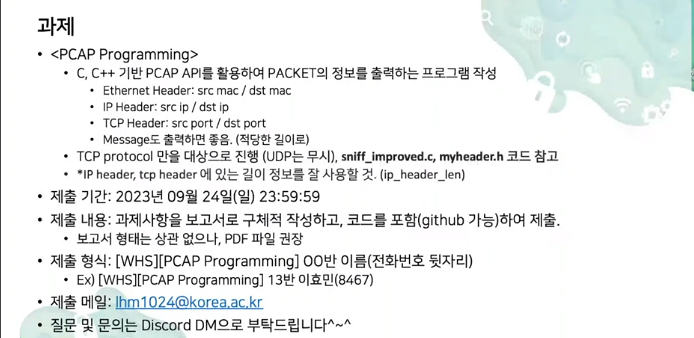 과제
• <PCAP Programming>
• C, C++ 기반 PCAP API를 활용하여 PACKET의 정보를 출력하는 프로그램 작성
• Ethernet Header: src mac / dst mac
• IP Header: src ip / dst ip
• TCP Header: src port / dst port
• Message도 출력하면 좋음. (적당한 길이로)
• TCP protocol 만을 대상으로 진행 (UDP는 무시), sniff_improved.c, myheader.h 코드 참고
• *IP header, tcp header 에 있는 길이 정보를 잘 사용할 것. (ip_header_len)
• 제출 기간: 2023년 09월 24일(일) 23:59:59
• 제출 내용: 과제사항을 보고서로 구체적 작성하고, 코드를 포함(github 가능)하여 제출.
• 보고서 형태는 상관 없으나, PDF 파일 권장
• 제출 형식: [WHS][PCAP Programming] OO반 이름(전화번호 뒷자리)
• Ex) [WHS][PCAP Programming] 13반 이효민(8467)
• 제출 메일: lhm1024@korea.ac.kr
• 질문 및 문의는 Discord DM으로 부탁드립니다^~^